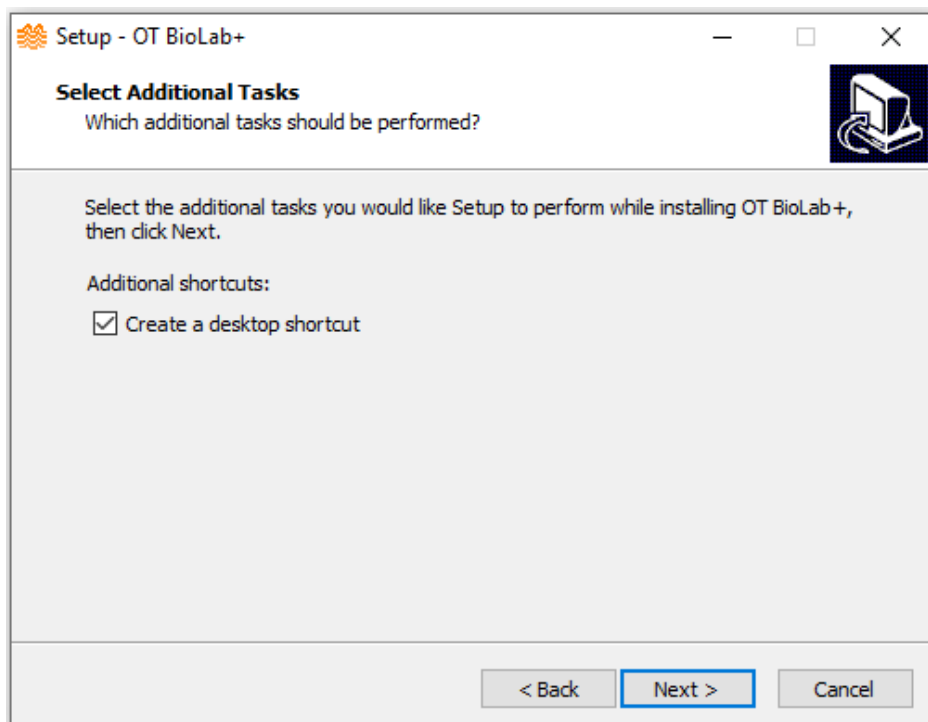 Setup - OT BioLab+
Select Additional Tasks
Which additional tasks should be performed?
Select the additional tasks you would like Setup to perform while installing OT BioLab+,
then click Next.
Additional shortcuts:
Create a desktop shortcut
< Back
Next >
Cancel